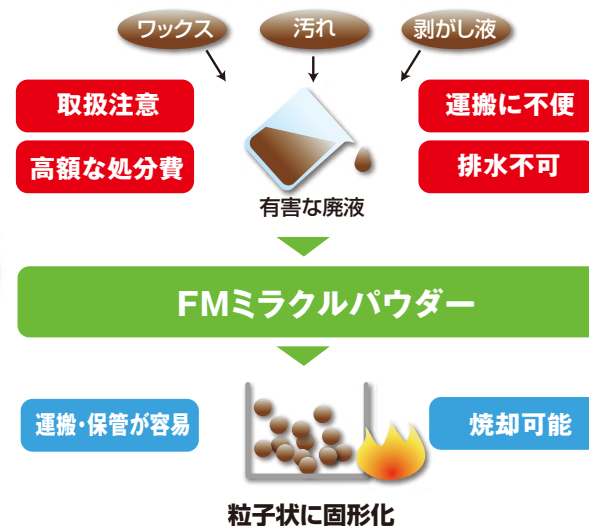 ワックス
汚れ
剥がし液
取扱注意
運搬に不便
高額な処分費
排水不可
有害な廃液
FMミラクルパウダー
運搬・保管が容易
焼却可能
粒子状に固形化